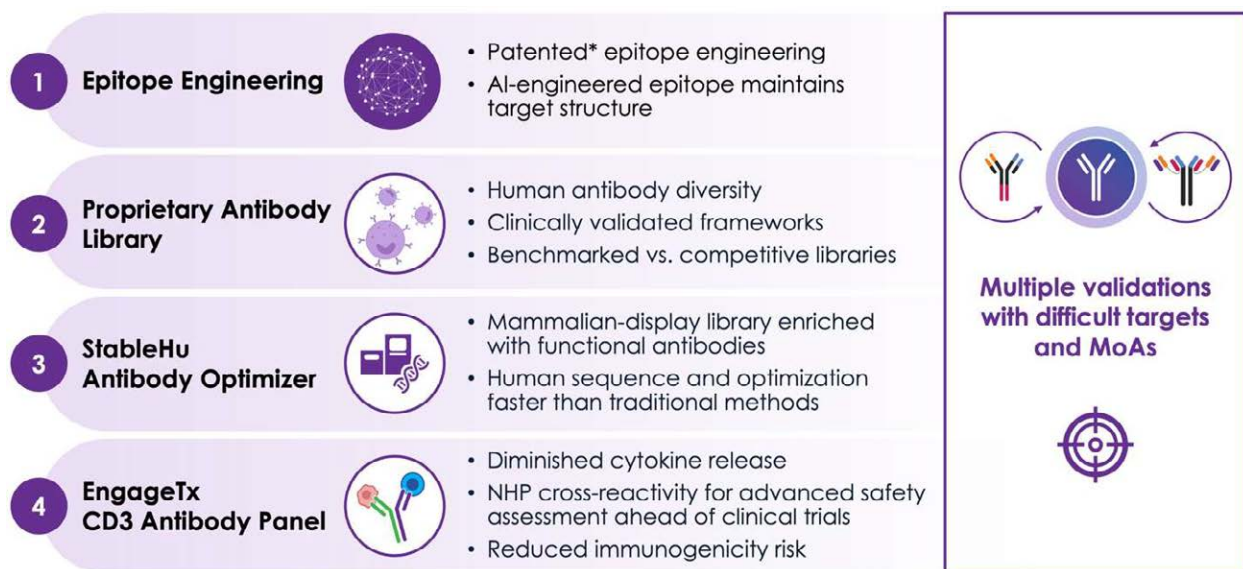 1
Epitope Engineering
• Patented* epitope engineering
• AI-engineered epitope maintains
target structure
2
Proprietary Antibody
Library
• Human antibody diversity
• Clinically validated frameworks
• Benchmarked vs. competitive libraries
3
StableHu
Antibody Optimizer
• Mammalian-display library enriched
with functional antibodies
• Human sequence and optimization
faster than traditional methods
4
EngageTx
CD3 Antibody Panel
• Diminished cytokine release
• NHP cross-reactivity for advanced safety
assessment ahead of clinical trials
• Reduced immunogenicity risk
Multiple validations
with difficult targets
and MoAs